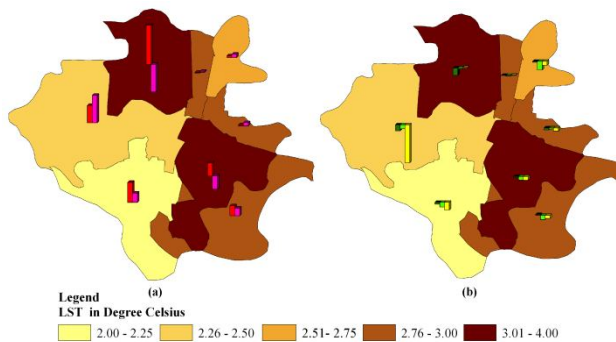 (a)
(b)
Legend
LST in Degree Celsius
2.00 - 2.25
2.26 - 2.50
2.51- 2.75
2.76 - 3.00
3.01 - 4.00